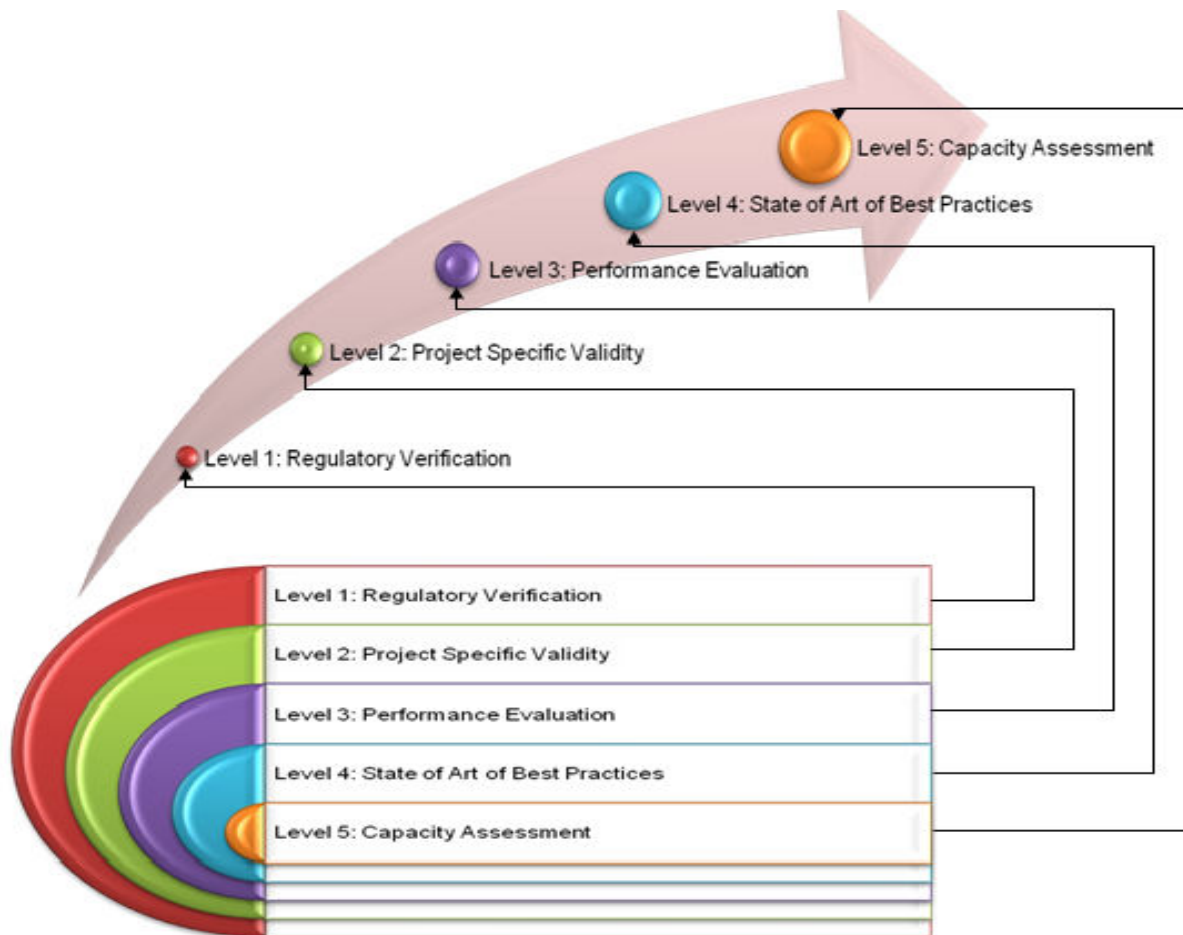 Level 5: Capacity Assessment
Level 4: State of Art of Best Practices
Level 3: Performance Evaluation
Level 2: Project Specific Validity
Level 1: Regulatory Verification
Level 1: Regulatory Verification
Level 2: Project Specific Validity
Level 3: Performance Evaluation
Level 4: State of Art of Best Practices
Level 5: Capacity Assessment